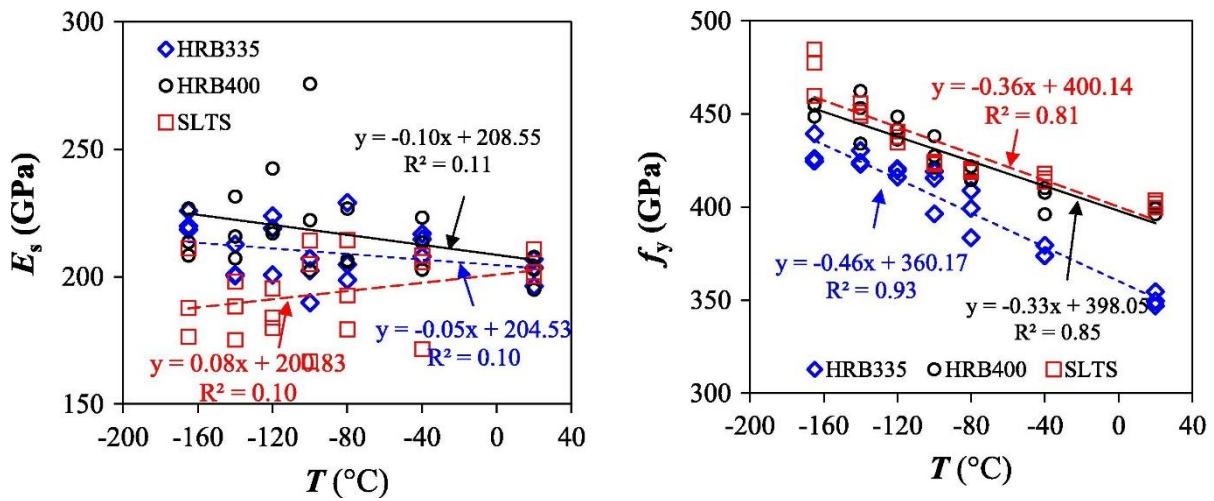 300
250
200
150
-200 -160 -120 -80 -40 0 40
Eₛ (GPa)
T (°C)
HRB335
HRB400
SLTS
y = -0.10x + 208.55
R² = 0.11
y = -0.05x + 204.53
R² = 0.10
y = 0.08x + 200.83
R² = 0.10
500
450
400
350
300
-200 -160 -120 -80 -40 0 40
f_y (GPa)
T (°C)
y = -0.36x + 400.14
R² = 0.81
y = -0.46x + 360.17
R² = 0.93
y = -0.33x + 398.05
R² = 0.85
HRB335 HRB400 SLTS